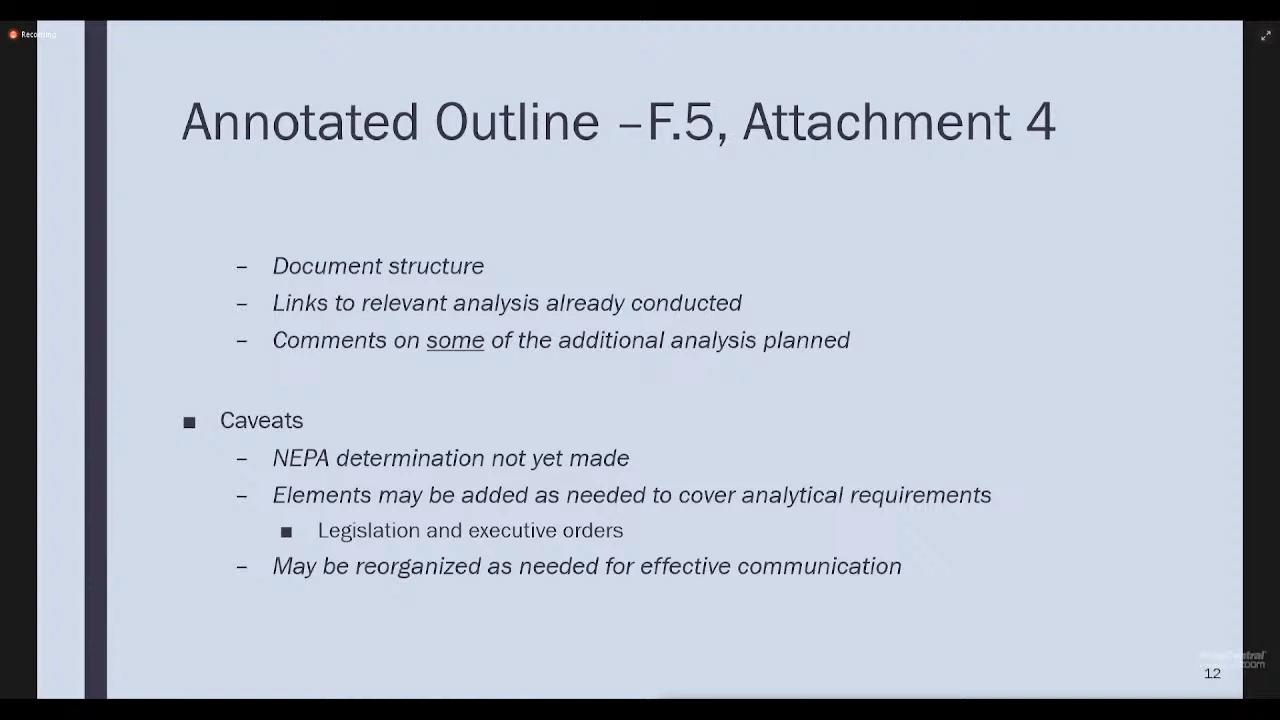 Recording
Annotated Outline –F.5, Attachment 4
– Document structure
– Links to relevant analysis already conducted
– Comments on some of the additional analysis planned
■ Caveats
– NEPA determination not yet made
– Elements may be added as needed to cover analytical requirements
■ Legislation and executive orders
– May be reorganized as needed for effective communication
12